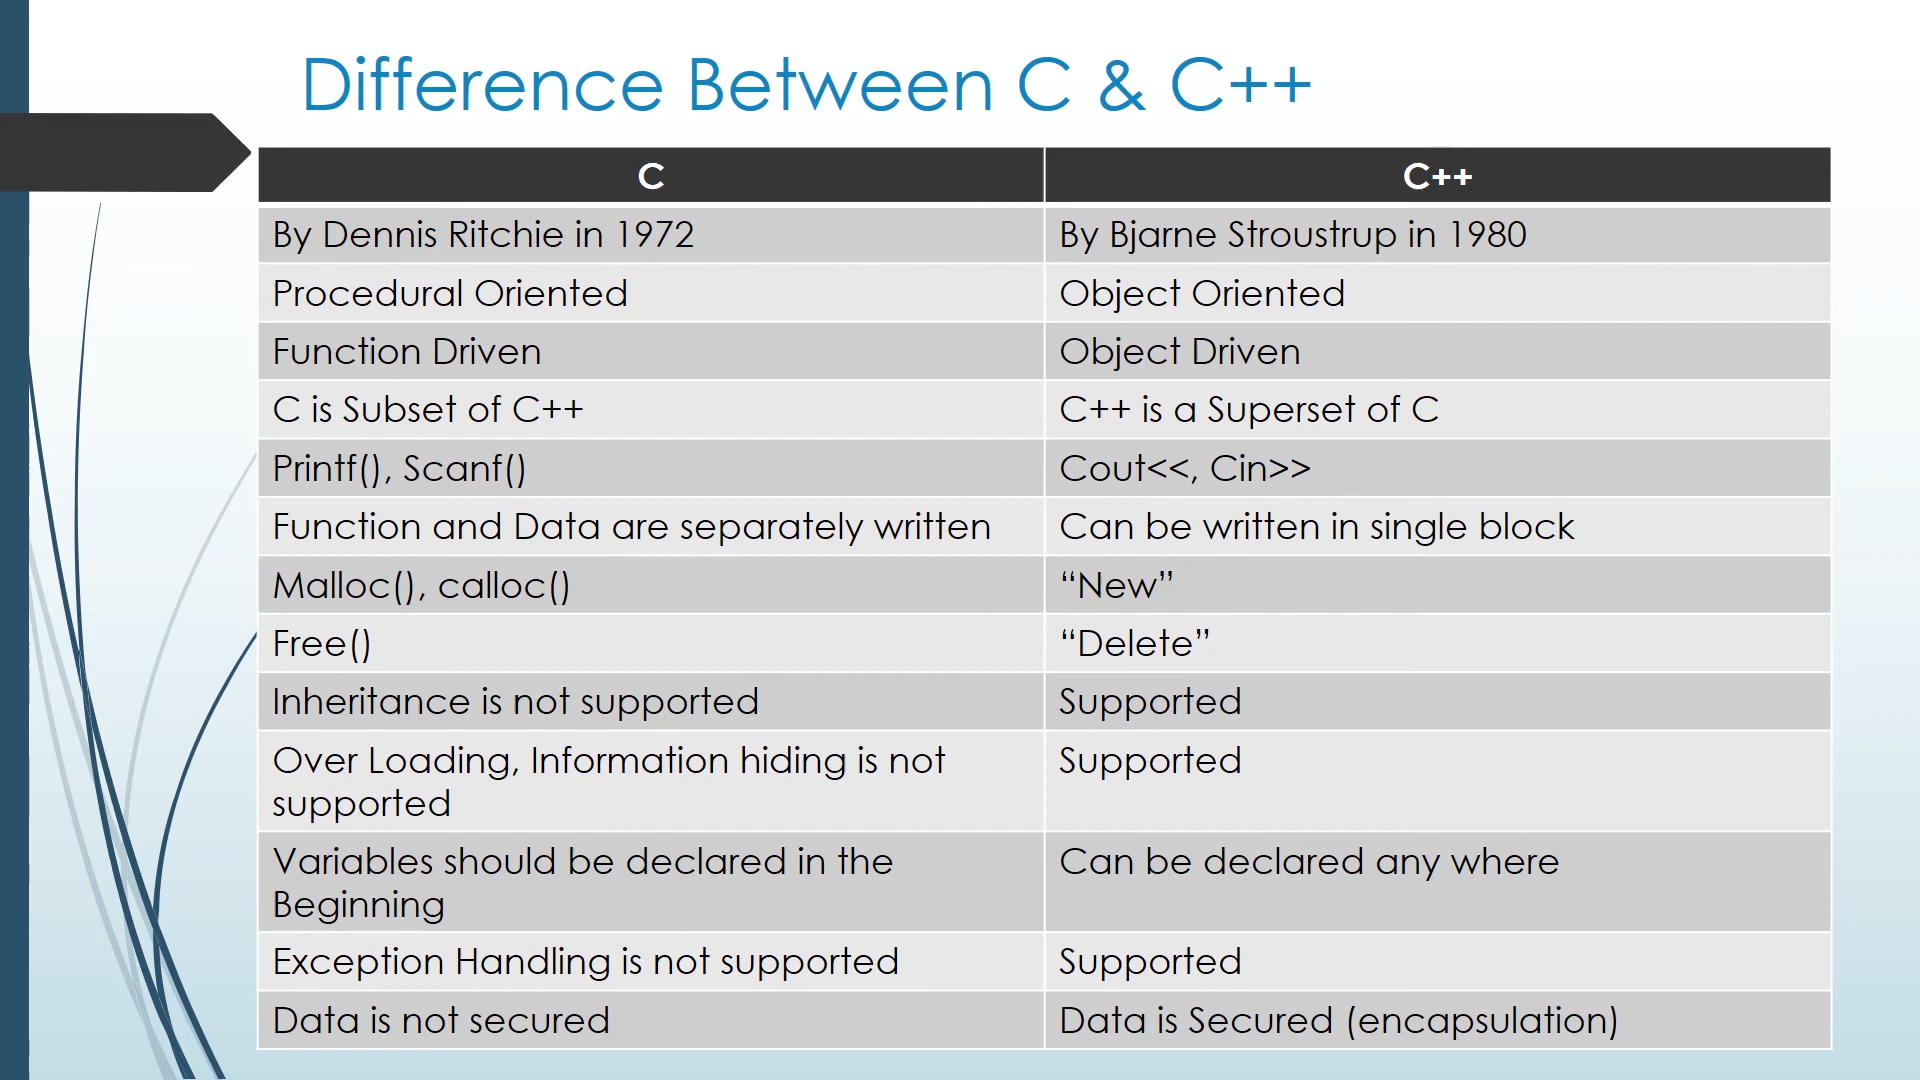 Difference Between C & C++
C C++
By Dennis Ritchie in 1972 By Bjarne Stroustrup in 1980
Procedural Oriented Object Oriented
Function Driven Object Driven
C is Subset of C++ C++ is a Superset of C
Printf(), Scanf() Cout<<, Cin>>
Function and Data are separately written Can be written in single block
Malloc(), calloc() “New”
Free() “Delete”
Inheritance is not supported Supported
Over Loading, Information hiding is not Supported
supported
Variables should be declared in the Can be declared any where
Beginning
Exception Handling is not supported Supported
Data is not secured Data is Secured (encapsulation)